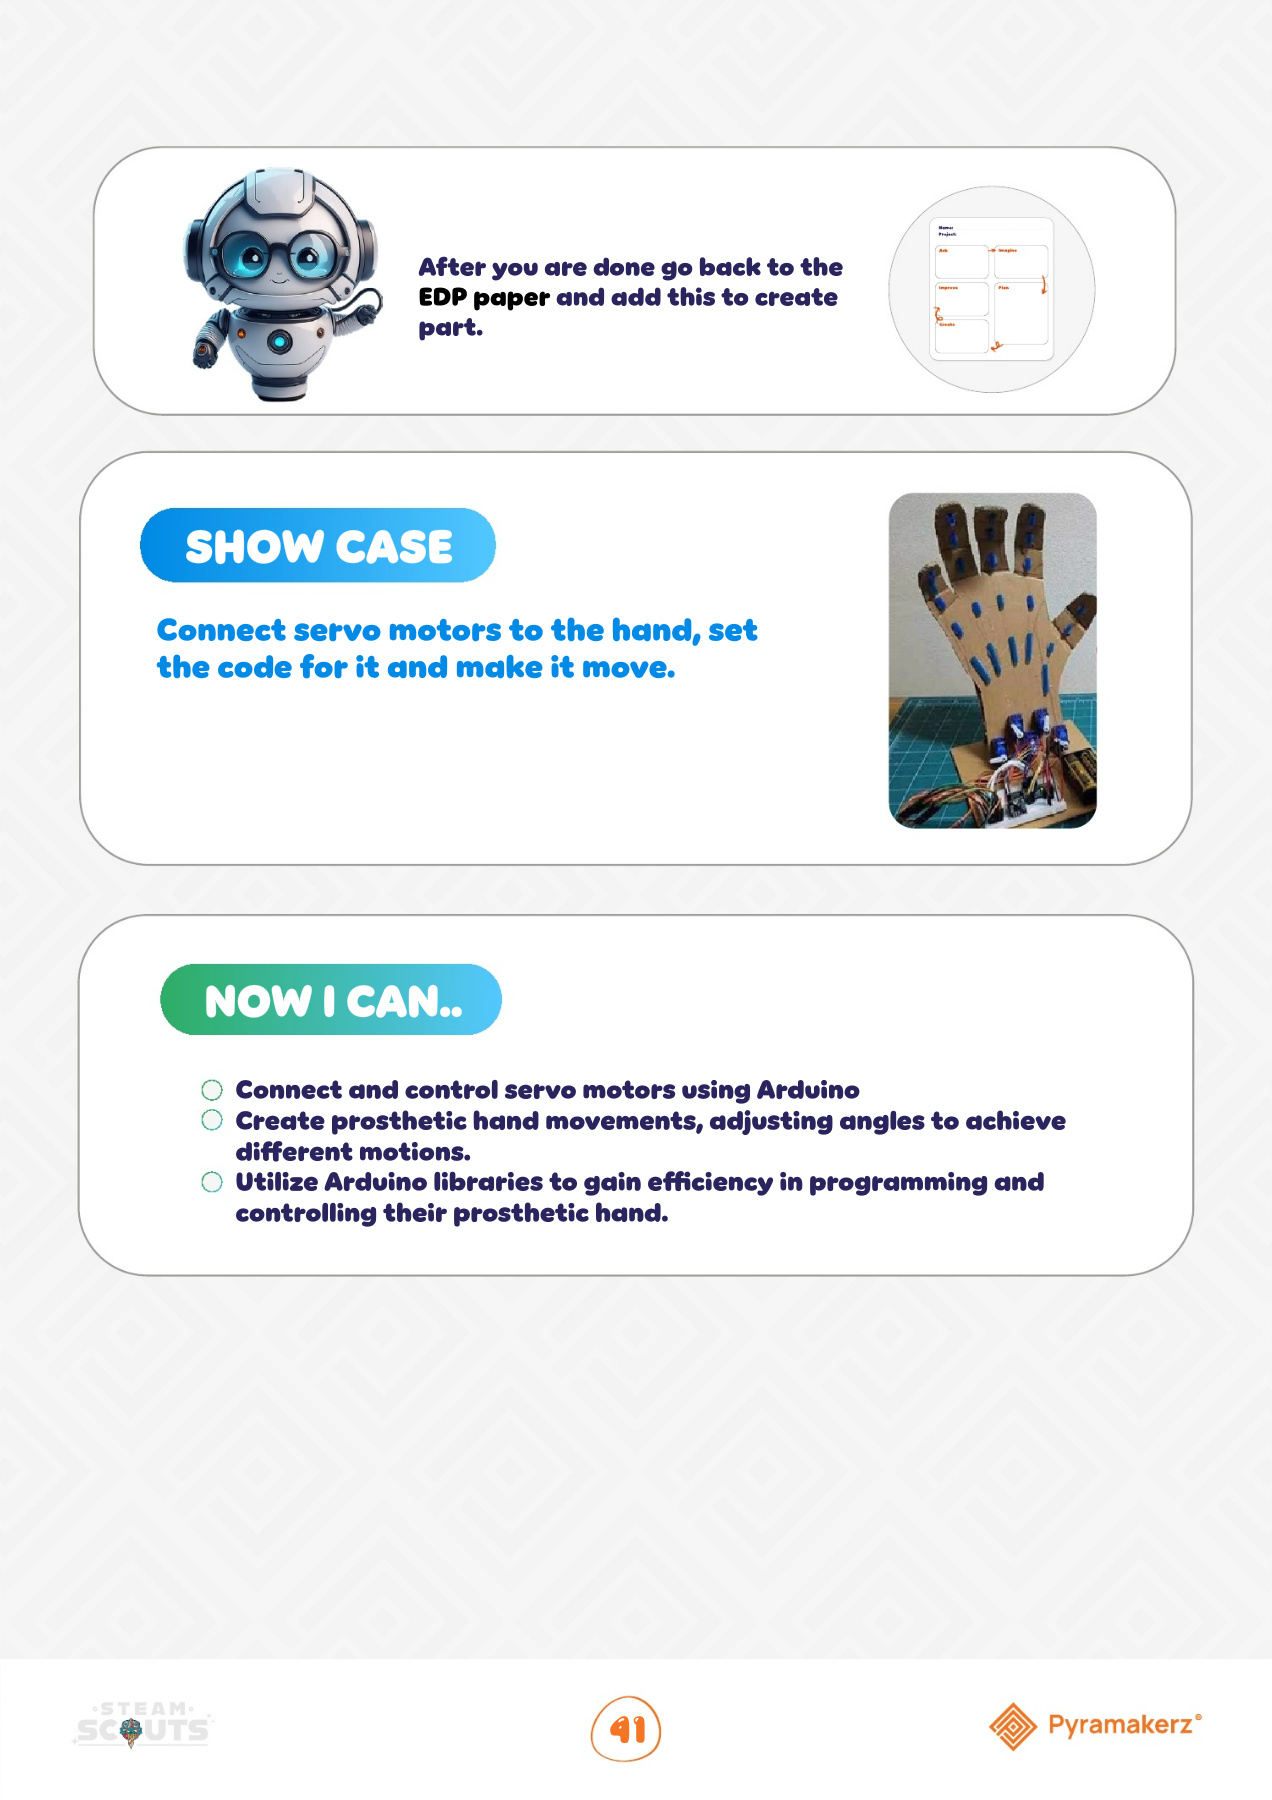 After you are done go back to the
EDP paper and add this to create
part.
Name:
Project:
Ask
Imagine
Improve
Plan
Create
SHOW CASE
Connect servo motors to the hand, set
the code for it and make it move.
NOW I CAN..
Connect and control servo motors using Arduino
Create prosthetic hand movements, adjusting angles to achieve
different motions.
Utilize Arduino libraries to gain efficiency in programming and
controlling their prosthetic hand.
STEAM
SCOUTS
41
Pyramakerz®